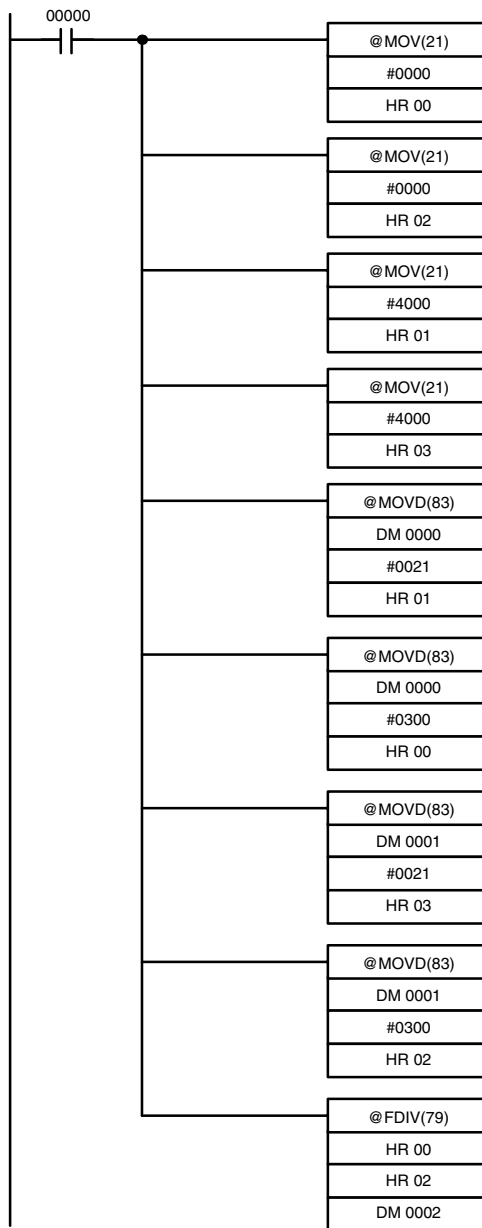 00000
@MOV(21)
#0000
HR 00
@MOV(21)
#0000
HR 02
@MOV(21)
#4000
HR 01
@MOV(21)
#4000
HR 03
@MOVD(83)
DM 0000
#0021
HR 01
@MOVD(83)
DM 0000
#0300
HR 00
@MOVD(83)
DM 0001
#0021
HR 03
@MOVD(83)
DM 0001
#0300
HR 02
@FDIV(79)
HR 00
HR 02
DM 0002